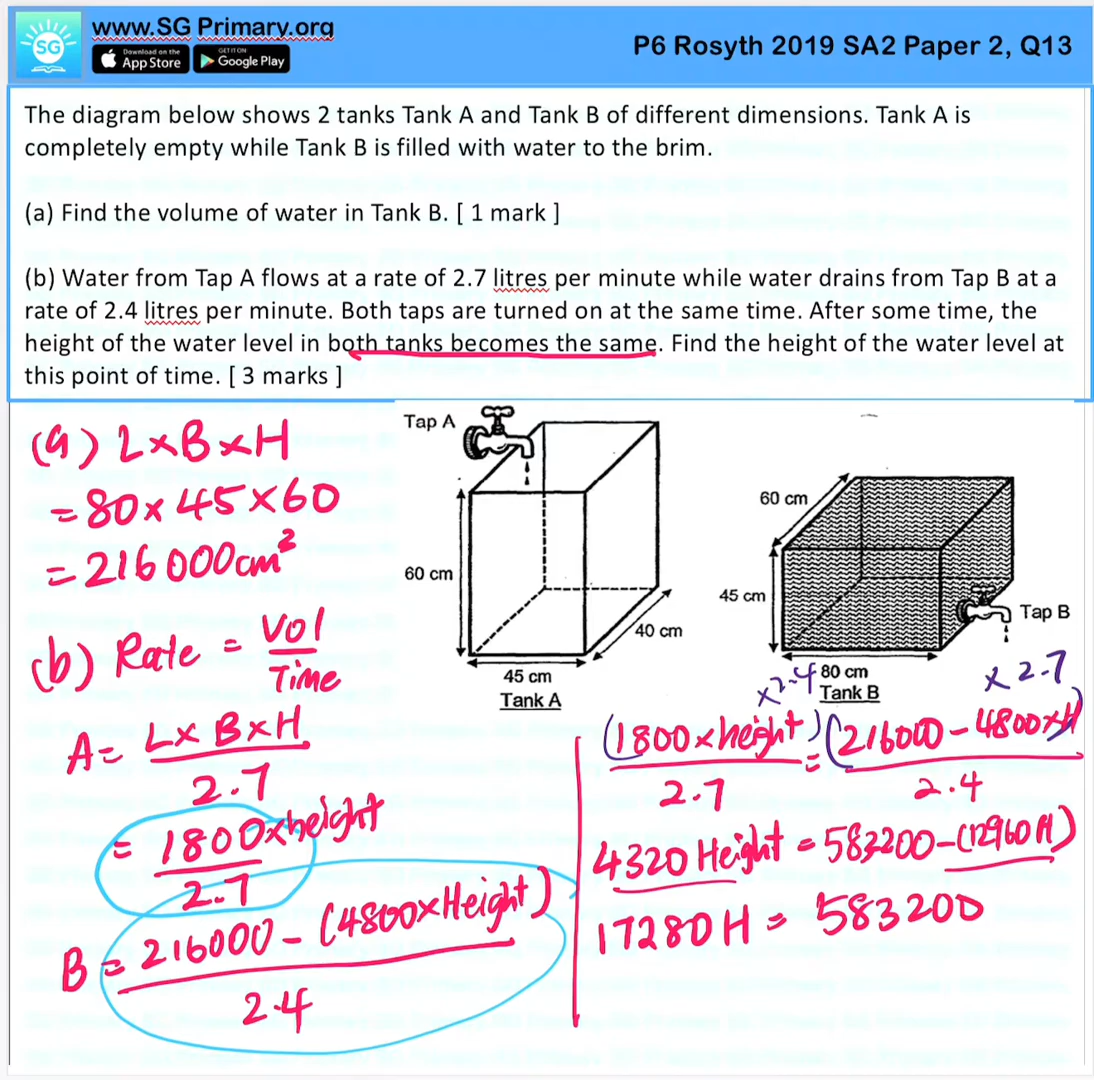 www.SG Primary.org
SG
Download on the
App Store
GET IT ON
Google Play
P6 Rosyth 2019 SA2 Paper 2, Q13
The diagram below shows 2 tanks Tank A and Tank B of different dimensions. Tank A is
completely empty while Tank B is filled with water to the brim.
(a) Find the volume of water in Tank B. [ 1 mark ]
(b) Water from Tap A flows at a rate of 2.7 litres per minute while water drains from Tap B at a
rate of 2.4 litres per minute. Both taps are turned on at the same time. After some time, the
height of the water level in both tanks becomes the same. Find the height of the water level at
this point of time. [ 3 marks ]
(a) L×B×H
= 80×45×60
= 216000cm²
(b) Rate = Vol
Time
A = L×B×H
2.7
= 1800×height
2.7
B = 216000 - (4800×Height)
2.4
Tap A
60 cm
40 cm
45 cm
Tank A
60 cm
45 cm
Tap B
80 cm
Tank B
×2.4 ×2.7
(1800×height) = (216000 - 4800×H)
2.7 2.4
4320 Height = 583200-(12960H)
17280H = 583200